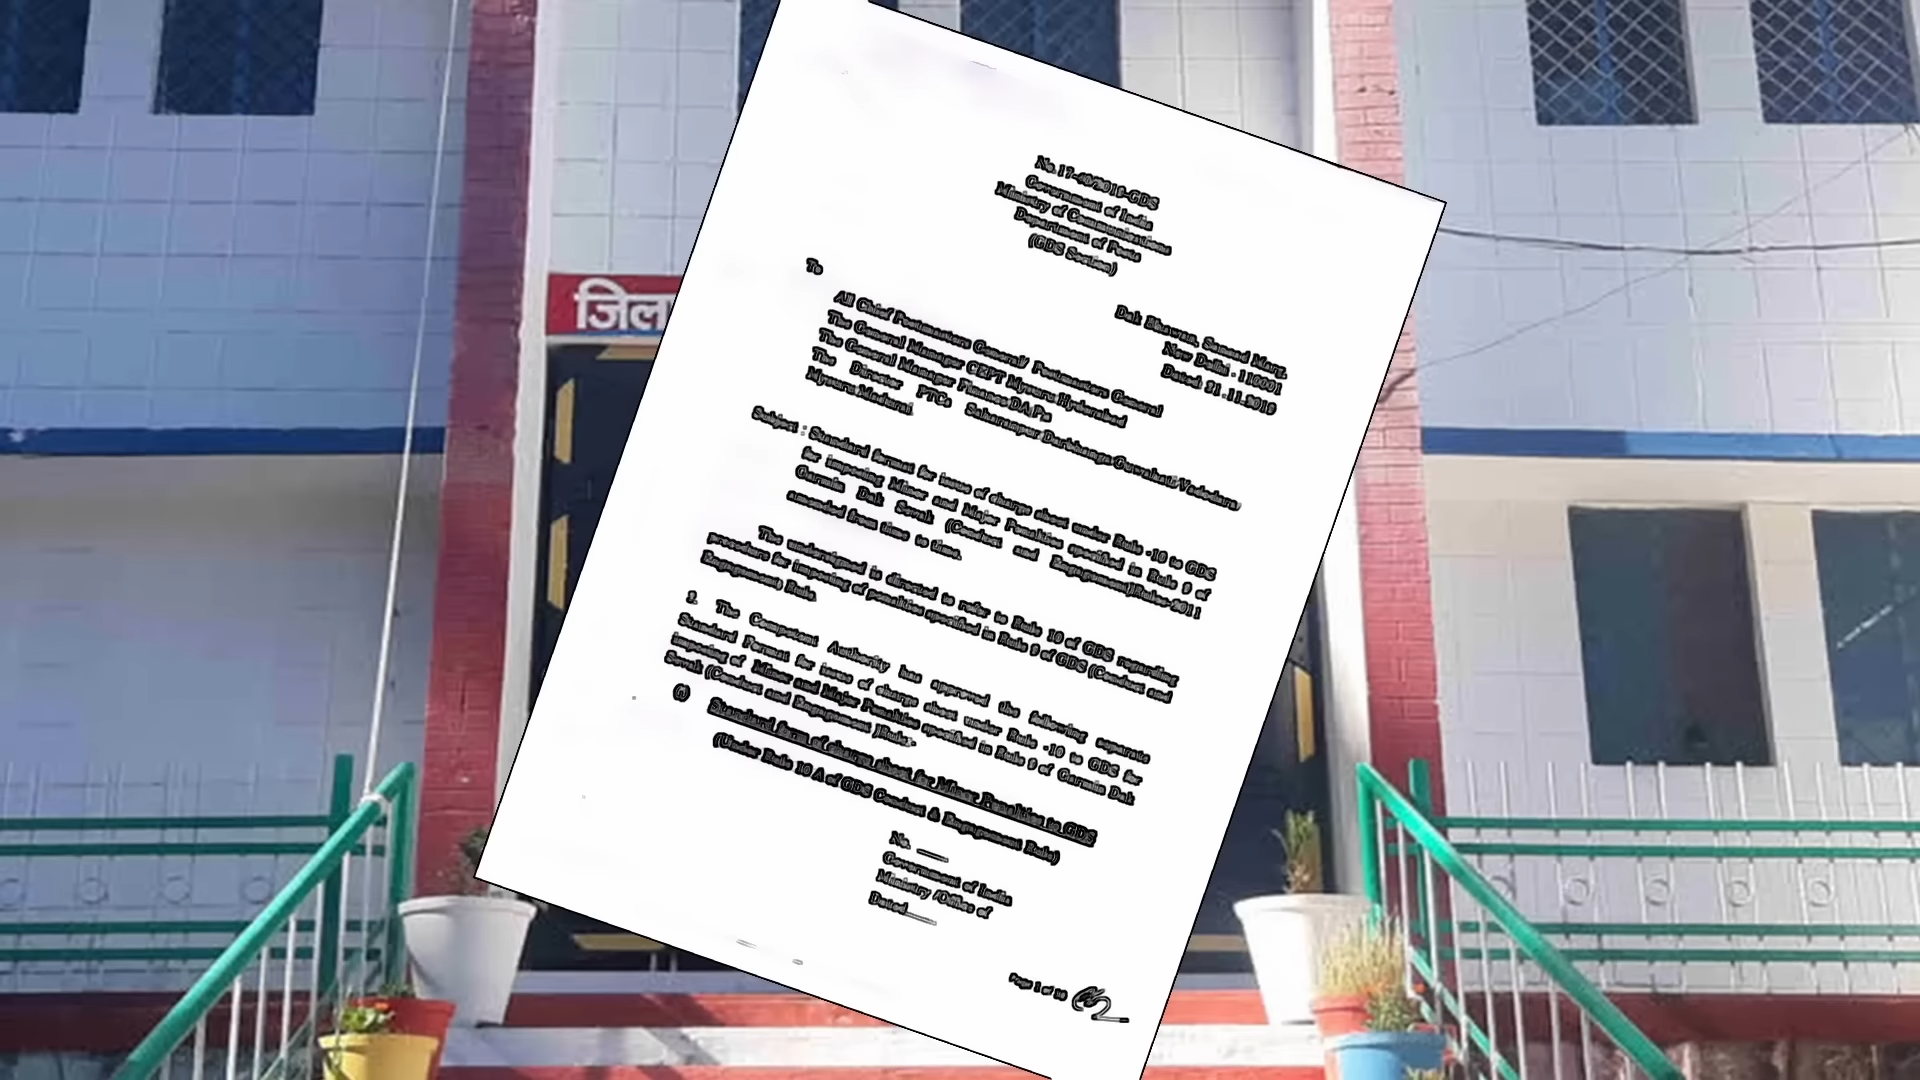 जिल
Government of India
Ministry of Communications
Department of Posts
(GDS Section)
To
Dak Bhawan, Sansad Marg,
New Delhi - 110001
All Chief Postmasters General/ Postmasters General
The General Manager CEPT Mysuru/Hyderabad
The General Manager Finance/DAPs
The Director PTCs Saharanpur/Darbhanga/Guwahati/Vadodara/
Mysuru/Madurai.
Subject : Standard format for issue of charge sheet under Rule -10 to GDS
for imposing Minor and Major Penalties specified in Rule 9 of
Gramin Dak Sevak (Conduct and Engagement)Rules-2011
amended from time to time.
The undersigned is directed to refer to Rule 10 of GDS regarding
procedure for imposing of penalties specified in Rule 9 of GDS (Conduct and
Engagement) Rule.
2. The Competent Authority has approved the following separate
Standard Format for issue of charge sheet under Rule -10 to GDS for
imposing of Minor and Major Penalties specified in Rule 9 of Gramin Dak
Sevak (Conduct and Engagement )Rule:-
(i) Standard form of charge sheet for Minor Penalties to GDS
(Under Rule 10 A of GDS Conduct & Engagement Rule)
No. ____
Government of India
Ministry /Office of
Dated____
Page 1 of